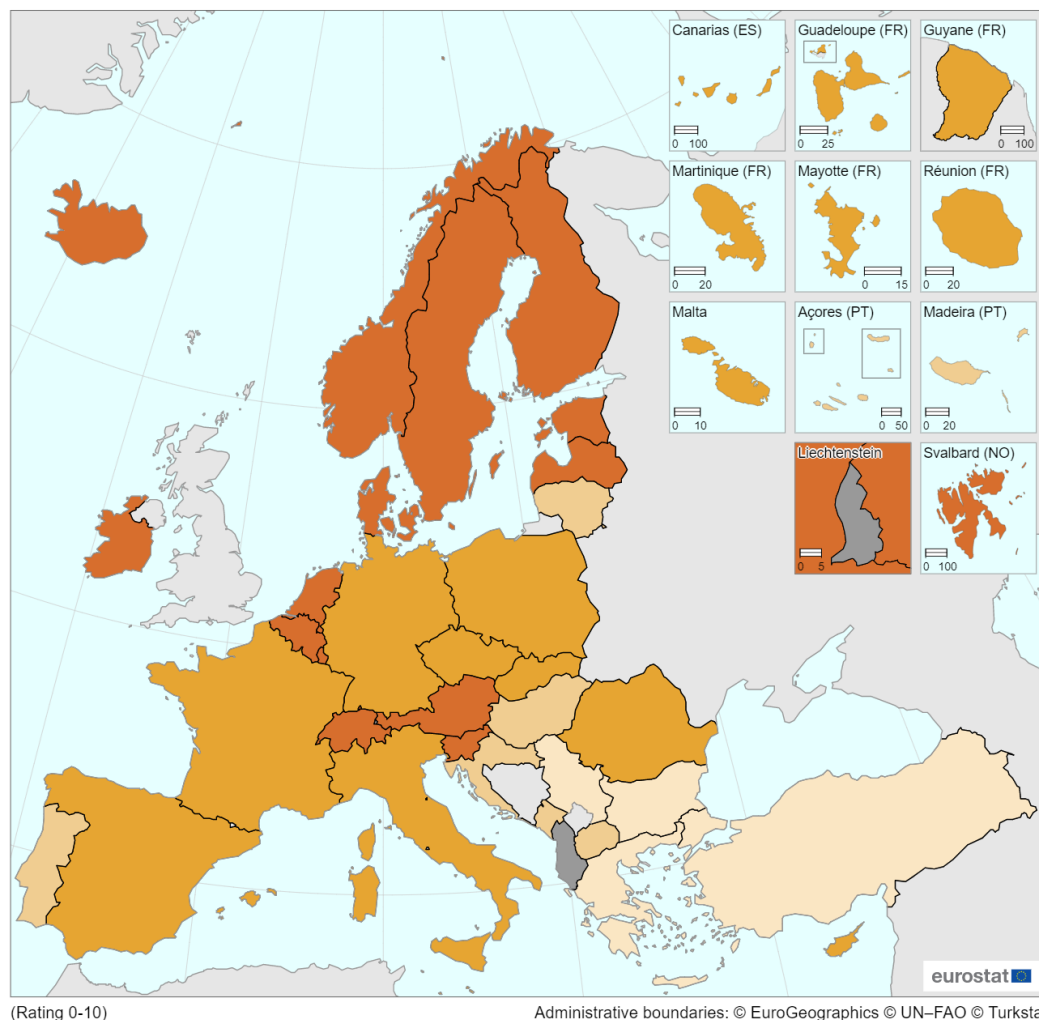 Canarias (ES)
0 100
Guadeloupe (FR)
0 25
Guyane (FR)
0 100
Martinique (FR)
0 20
Mayotte (FR)
0 15
Réunion (FR)
0 20
Malta
0 10
Açores (PT)
0 50
Madeira (PT)
0 20
Liechtenstein
0 5
Svalbard (NO)
0 100
eurostat
(Rating 0-10)
Administrative boundaries: © EuroGeographics © UN–FAO © Turksta